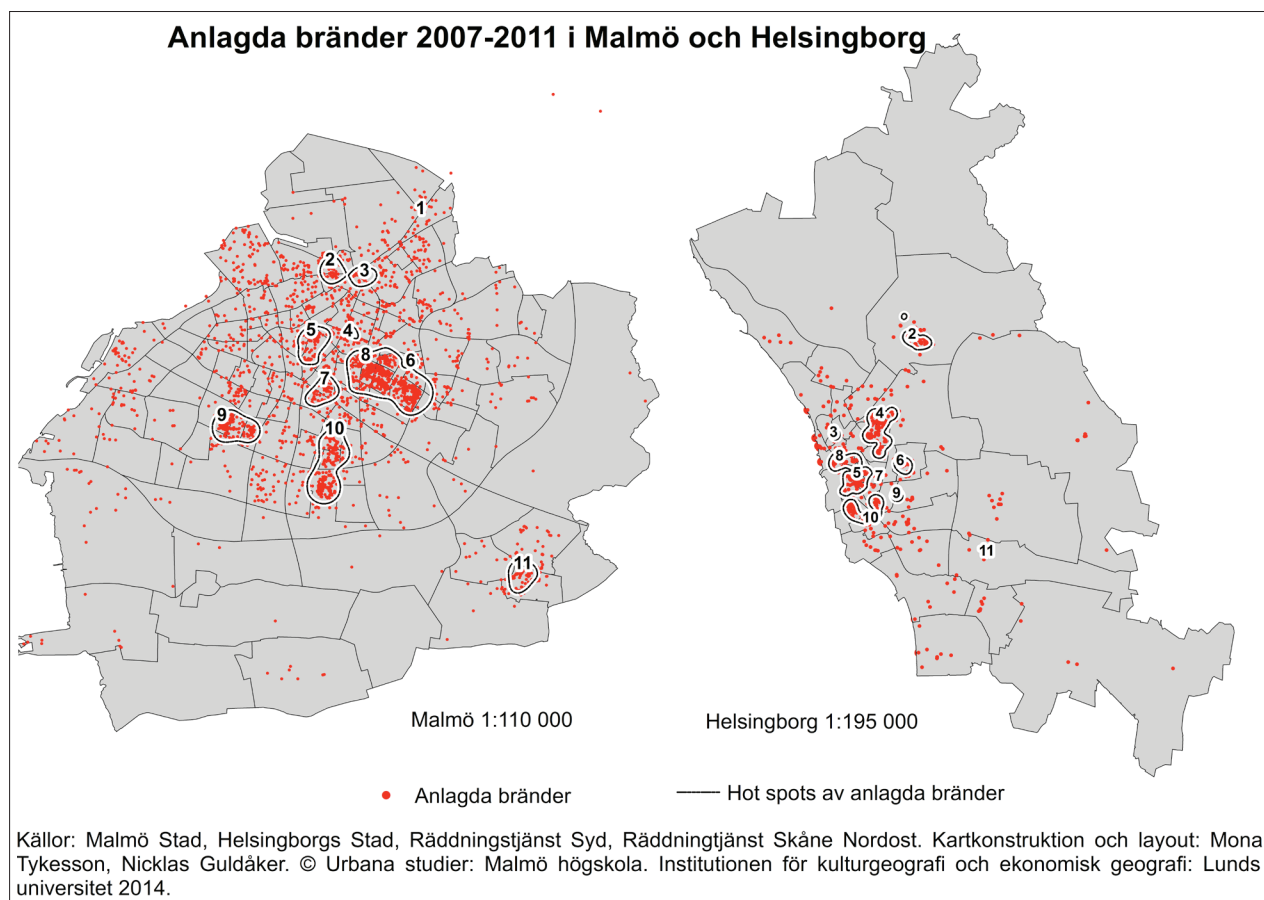 Anlagda bränder 2007-2011 i Malmö och Helsingborg
1
2
3
5
4
8
6
7
9
10
11
2
4
3
8
6
5
7
9
10
11
Malmö 1:110 000
Helsingborg 1:195 000
Anlagda bränder
Hot spots av anlagda bränder
Källor: Malmö Stad, Helsingborgs Stad, Räddningstjänst Syd, Räddningtjänst Skåne Nordost. Kartkonstruktion och layout: Mona
Tykesson, Nicklas Guldåker. © Urbana studier: Malmö högskola. Institutionen för kulturgeografi och ekonomisk geografi: Lunds
universitet 2014.